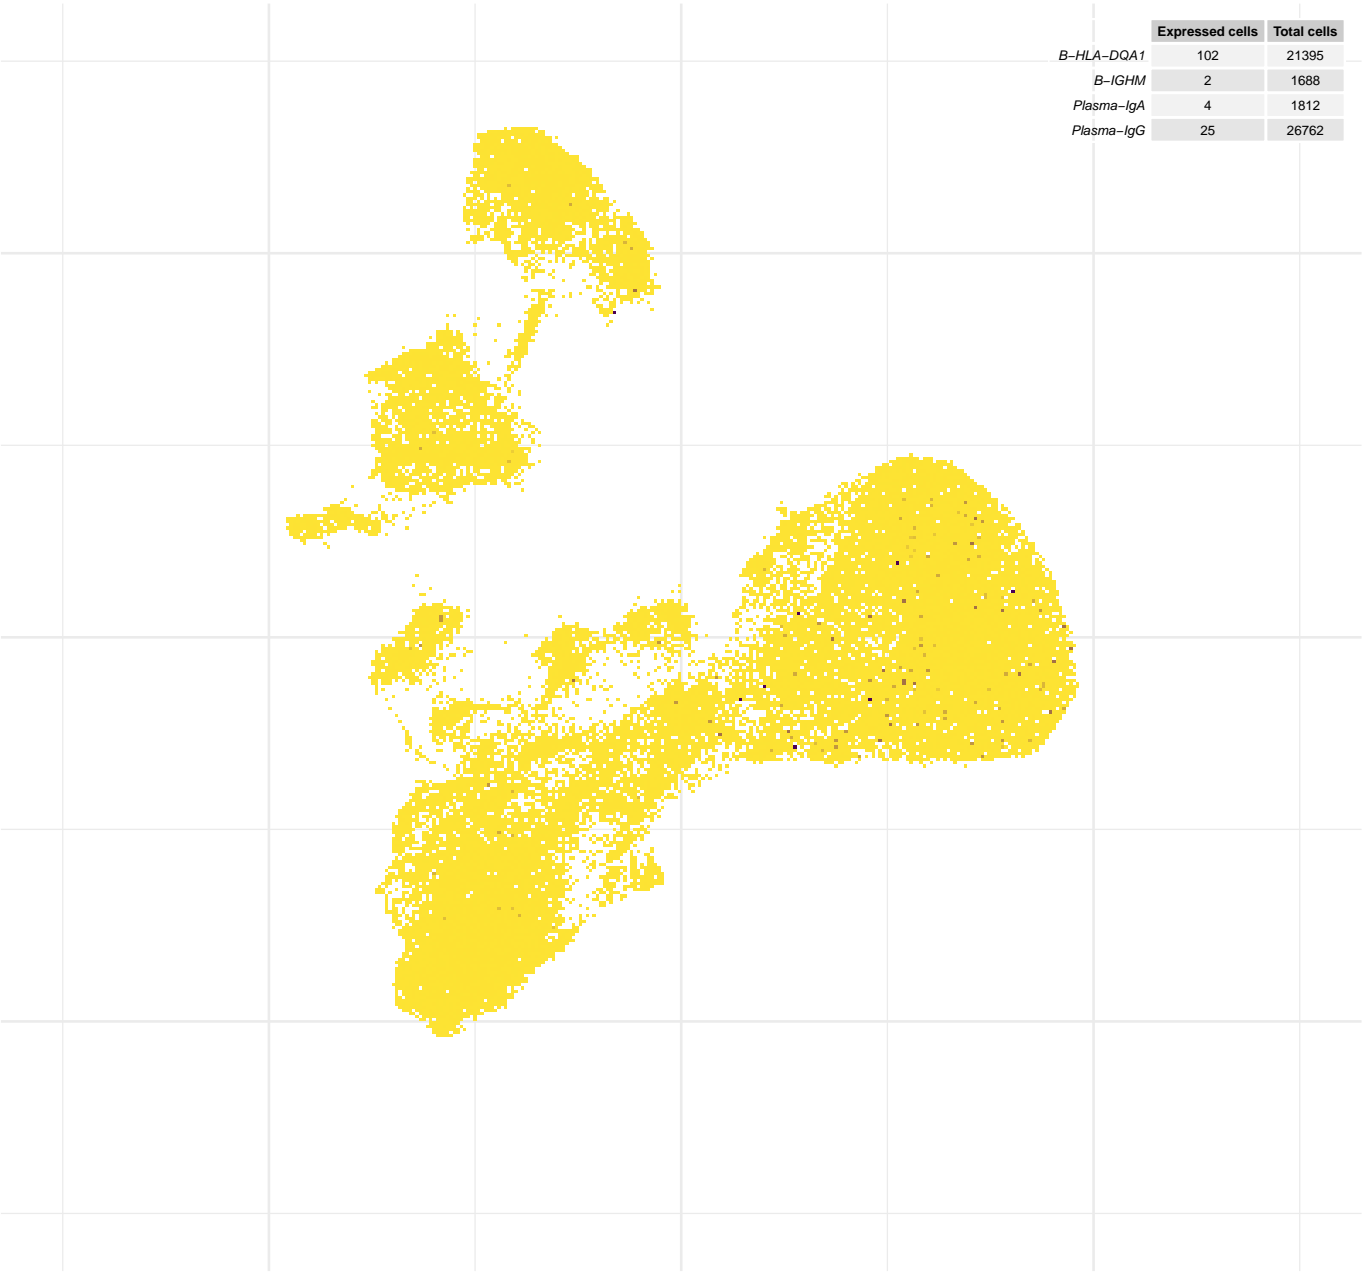 Expressed cells Total cells
B−HLA−DQA1 102 21395
B−IGHM 2 1688
Plasma−IgA 4 1812
Plasma−IgG 25 26762